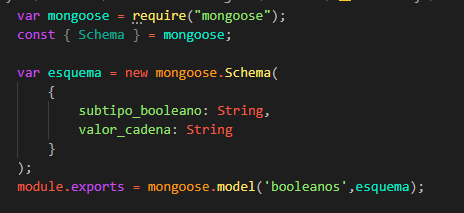 var mongoose = require("mongoose");
const { Schema } = mongoose;
var esquema = new mongoose.Schema(
{
subtipo_booleano: String,
valor_cadena: String
}
);
module.exports = mongoose.model('booleanos',esquema);